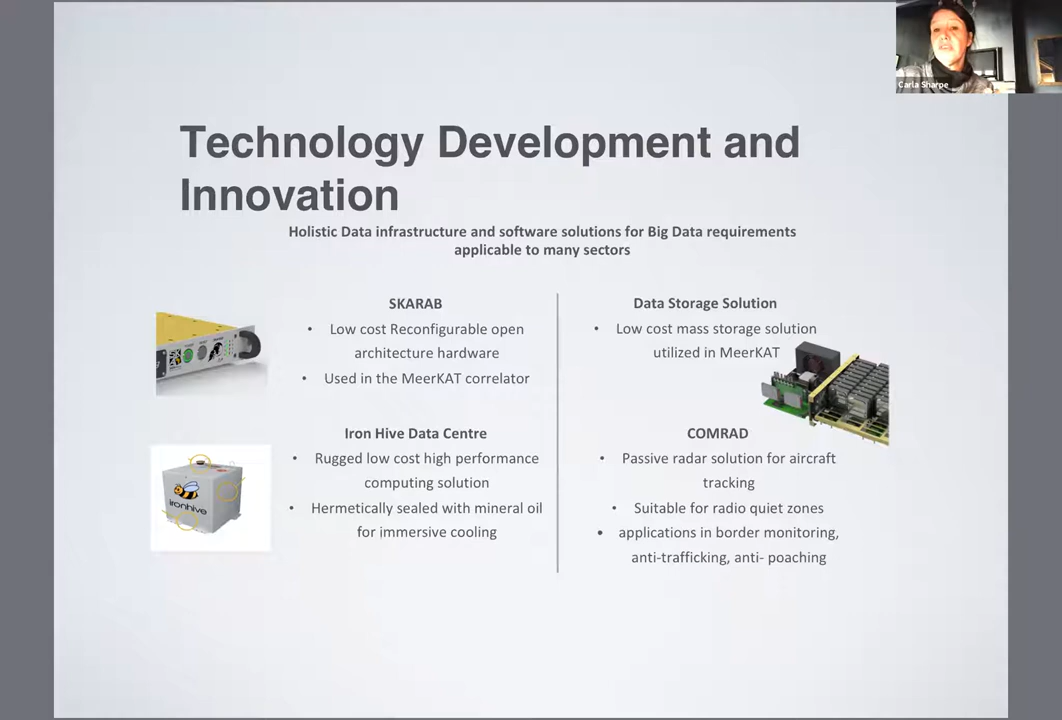 Carla Sharpe
Technology Development and
Innovation
Holistic Data infrastructure and software solutions for Big Data requirements
applicable to many sectors
SKARAB
• Low cost Reconfigurable open
architecture hardware
• Used in the MeerKAT correlator
Iron Hive Data Centre
• Rugged low cost high performance
computing solution
• Hermetically sealed with mineral oil
for immersive cooling
ironhive
Data Storage Solution
• Low cost mass storage solution
utilized in MeerKAT
COMRAD
• Passive radar solution for aircraft
tracking
• Suitable for radio quiet zones
• applications in border monitoring,
anti-trafficking, anti- poaching